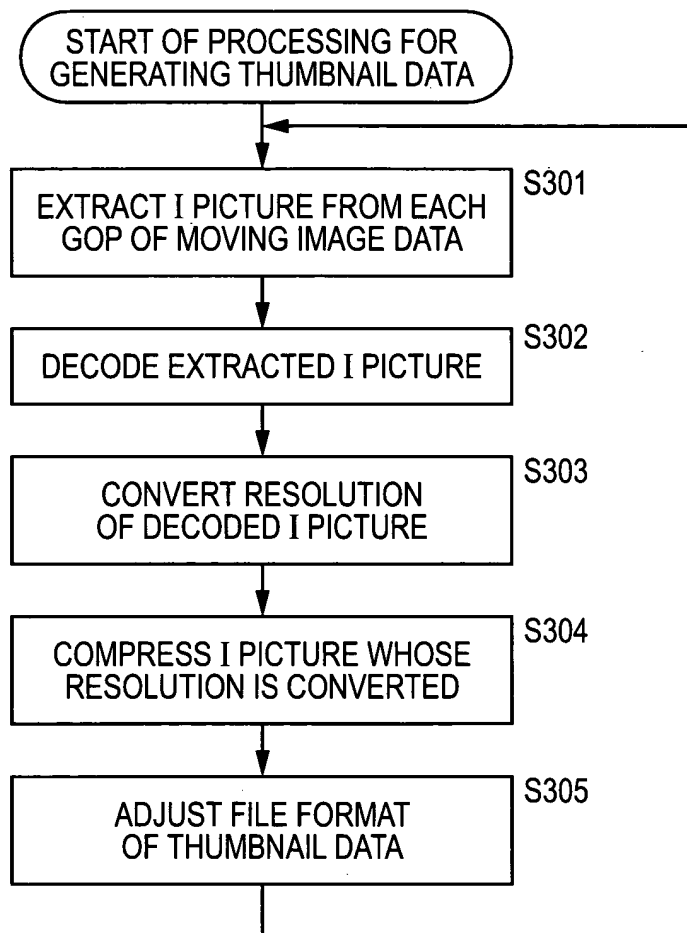 START OF PROCESSING FOR
GENERATING THUMBNAIL DATA
S301
EXTRACT I PICTURE FROM EACH
GOP OF MOVING IMAGE DATA
S302
DECODE EXTRACTED I PICTURE
S303
CONVERT RESOLUTION
OF DECODED I PICTURE
S304
COMPRESS I PICTURE WHOSE
RESOLUTION IS CONVERTED
S305
ADJUST FILE FORMAT
OF THUMBNAIL DATA